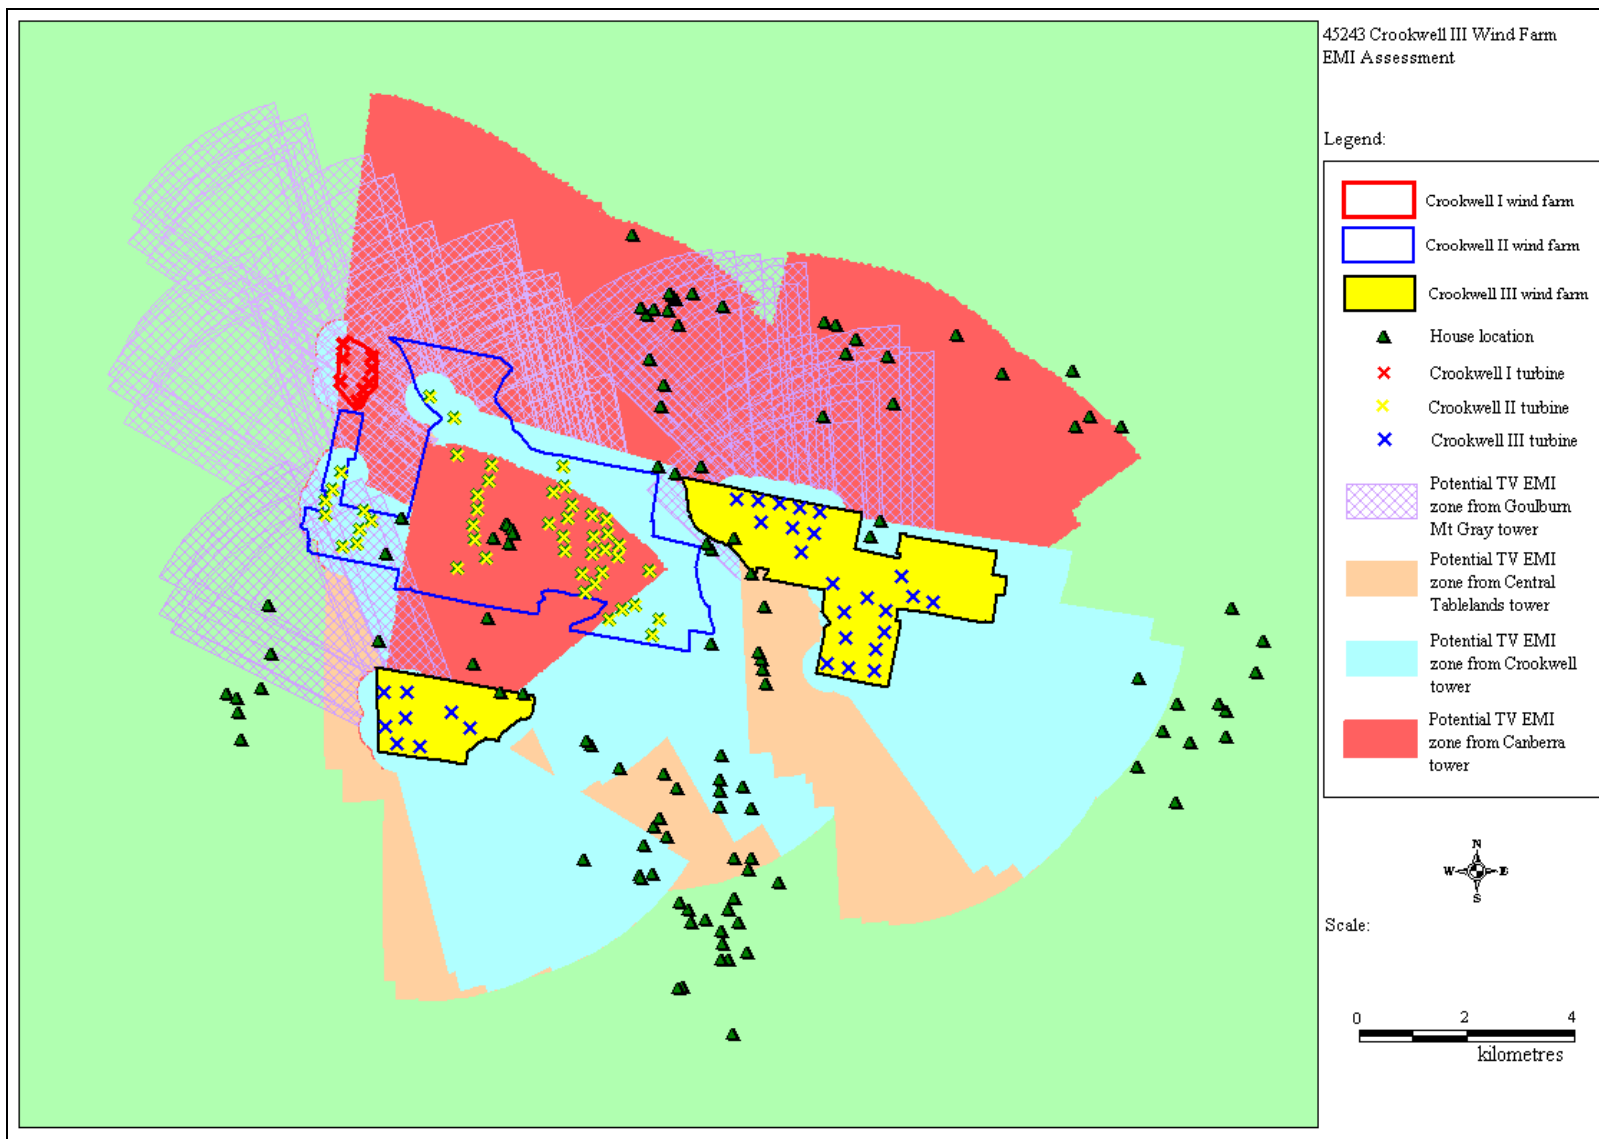 45243 Crookwell III Wind Farm
EMI Assessment
Legend:
Crookwell I wind farm
Crookwell II wind farm
Crookwell III wind farm
House location
Crookwell I turbine
Crookwell II turbine
Crookwell III turbine
Potential TV EMI
zone from Goulburn
Mt Gray tower
Potential TV EMI
zone from Central
Tablelands tower
Potential TV EMI
zone from Crookwell
tower
Potential TV EMI
zone from Canberra
tower
N
W E
S
Scale:
0 2 4
kilometres